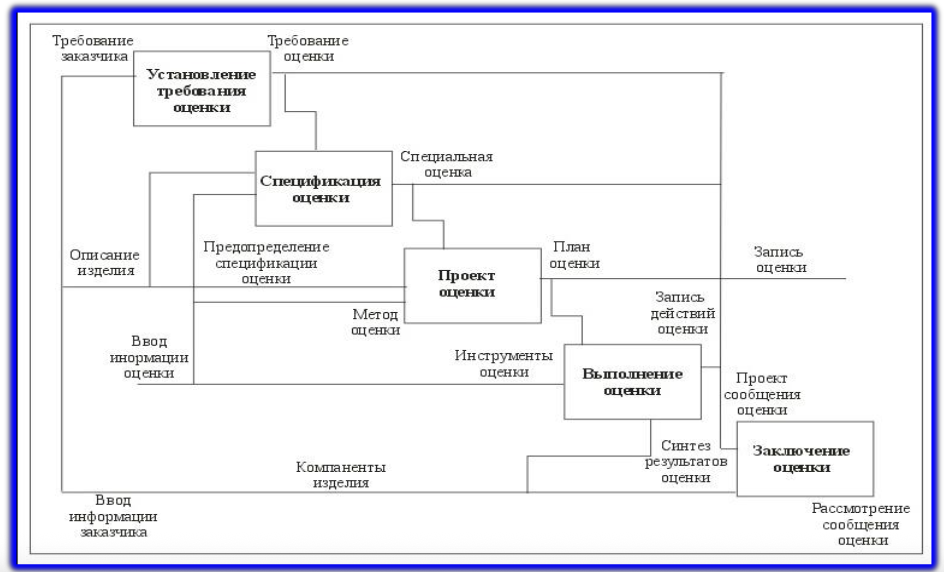 Требование
заказчика
Требование
оценки
Установление
требования
оценки
Специальная
оценка
Спецификация
оценки
Описание
изделия
Предопределение
спецификации
оценки
План
оценки
Запись
оценки
Проект
оценки
Метод
оценки
Запись
действий
оценки
Ввод
инормации
оценки
Инструменты
оценки
Выполнение
оценки
Проект
сообщения
оценки
Компаненты
изделия
Синтез
результатов
оценки
Заключение
оценки
Ввод
информации
заказчика
Рассмотрение
сообщения
оценки